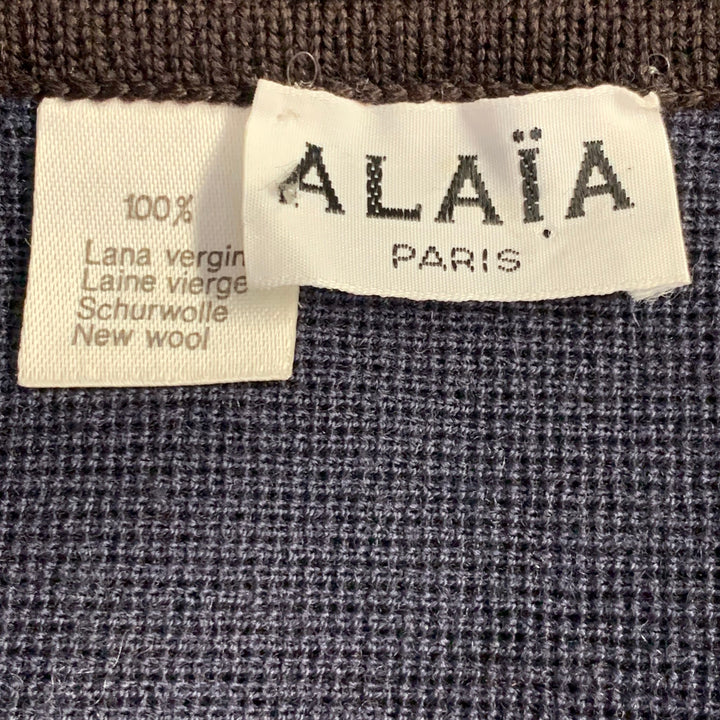 ALAÏA
PARIS
100%
Lana vergin
Laine vierge
Schurwolle
New wool